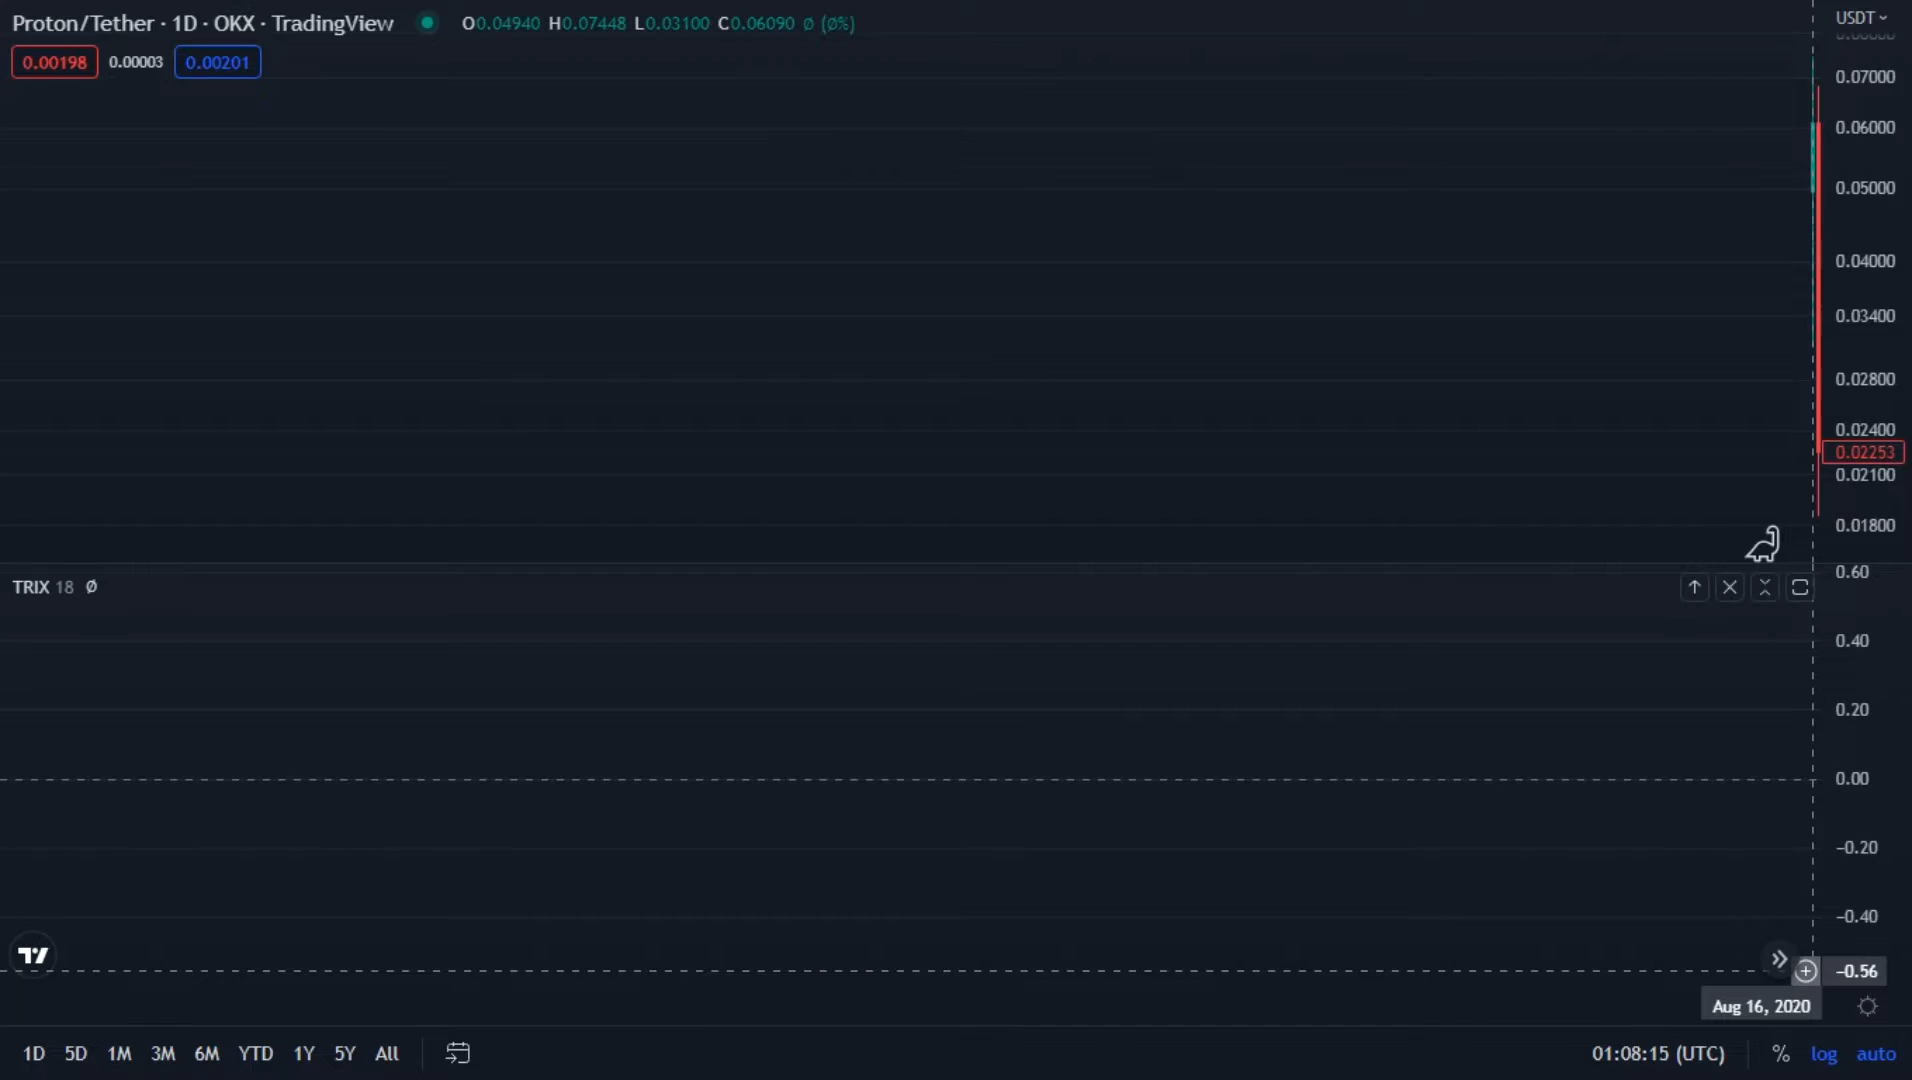 Proton/Tether · 1D · OKX · TradingView O0.04940 H0.07448 L0.03100 C0.06090 ∅ (∅%)
0.00198 0.00003 0.00201
USDT
0.07000
0.06000
0.05000
0.04000
0.03400
0.02800
0.02400
0.02253
0.02100
0.01800
TRIX 18 Ø
0.60
0.40
0.20
0.00
−0.20
−0.40
−0.56
Aug 16, 2020
1D 5D 1M 3M 6M YTD 1Y 5Y All 01:08:15 (UTC) % log auto